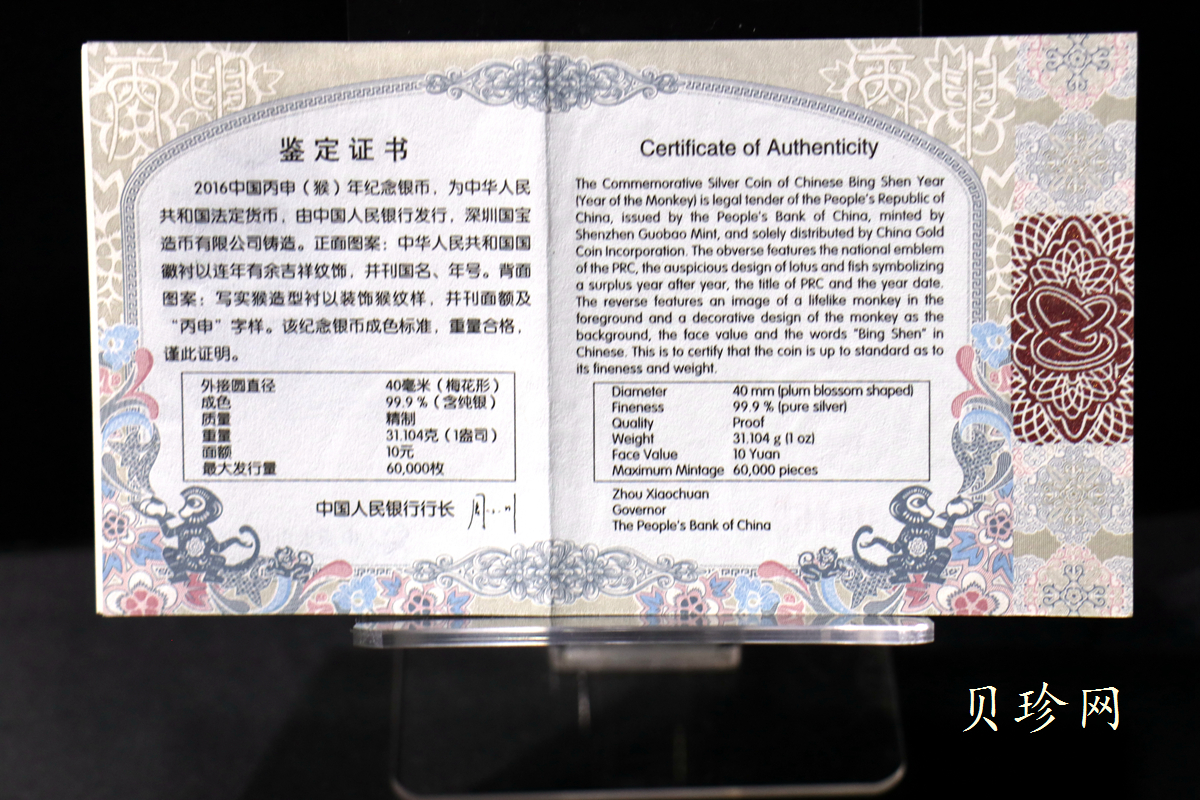 丙申
丙申
鉴定证书
2016中国丙申（猴）年纪念银币，为中华人民
共和国法定货币，由中国人民银行发行，深圳国宝
造币有限公司铸造。正面图案：中华人民共和国国
徽衬以连年有余吉祥纹饰，并刊国名、年号。背面
图案：写实猴造型衬以装饰猴纹样，并刊面额及
“丙申”字样。该纪念银币成色标准，重量合格，
谨此证明。
外接圆直径 40毫米（梅花形）
成色 99.9 %（含纯银）
质量 精制
重量 31.104克（1盎司）
面额 10元
最大发行量 60,000枚
中国人民银行行长 周小川
Certificate of Authenticity
The Commemorative Silver Coin of Chinese Bing Shen Year
(Year of the Monkey) is legal tender of the People's Republic of
China, issued by the People's Bank of China, minted by
Shenzhen Guobao Mint, and solely distributed by China Gold
Coin Incorporation. The obverse features the national emblem
of the PRC, the auspicious design of lotus and fish symbolizing
a surplus year after year, the title of PRC and the year date.
The reverse features an image of a lifelike monkey in the
foreground and a decorative design of the monkey as the
background, the face value and the words "Bing Shen" in
Chinese. This is to certify that the coin is up to standard as to
its fineness and weight.
Diameter 40 mm (plum blossom shaped)
Fineness 99.9 % (pure silver)
Quality Proof
Weight 31.104 g (1 oz)
Face Value 10 Yuan
Maximum Mintage 60,000 pieces
Zhou Xiaochuan
Governor
The People's Bank of China
贝珍网